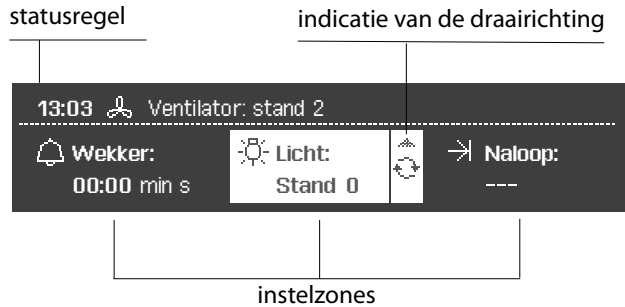 statusregel
indicatie van de draairichting
13:03 Ventilator: stand 2
Wekker: Licht: Naloop:
00:00 min s Stand 0 ---
instelzones